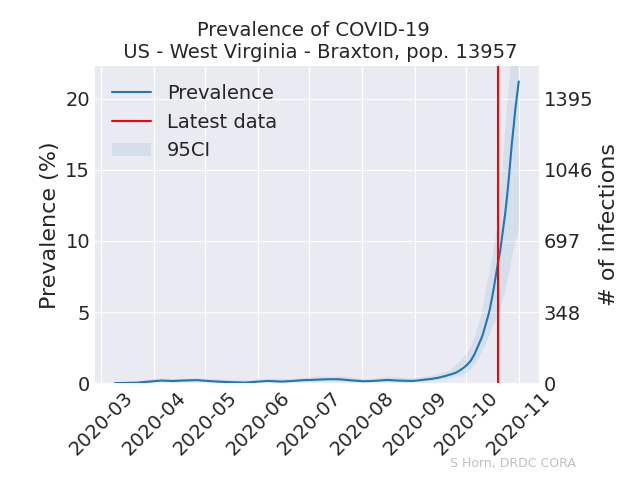 Prevalence of COVID-19
US - West Virginia - Braxton, pop. 13957
Prevalence
Latest data
95CI
Prevalence (%)
20
15
10
5
0
1395
1046
697
348
0
# of infections
2020-03
2020-04
2020-05
2020-06
2020-07
2020-08
2020-09
2020-10
2020-11
S Horn, DRDC CORA